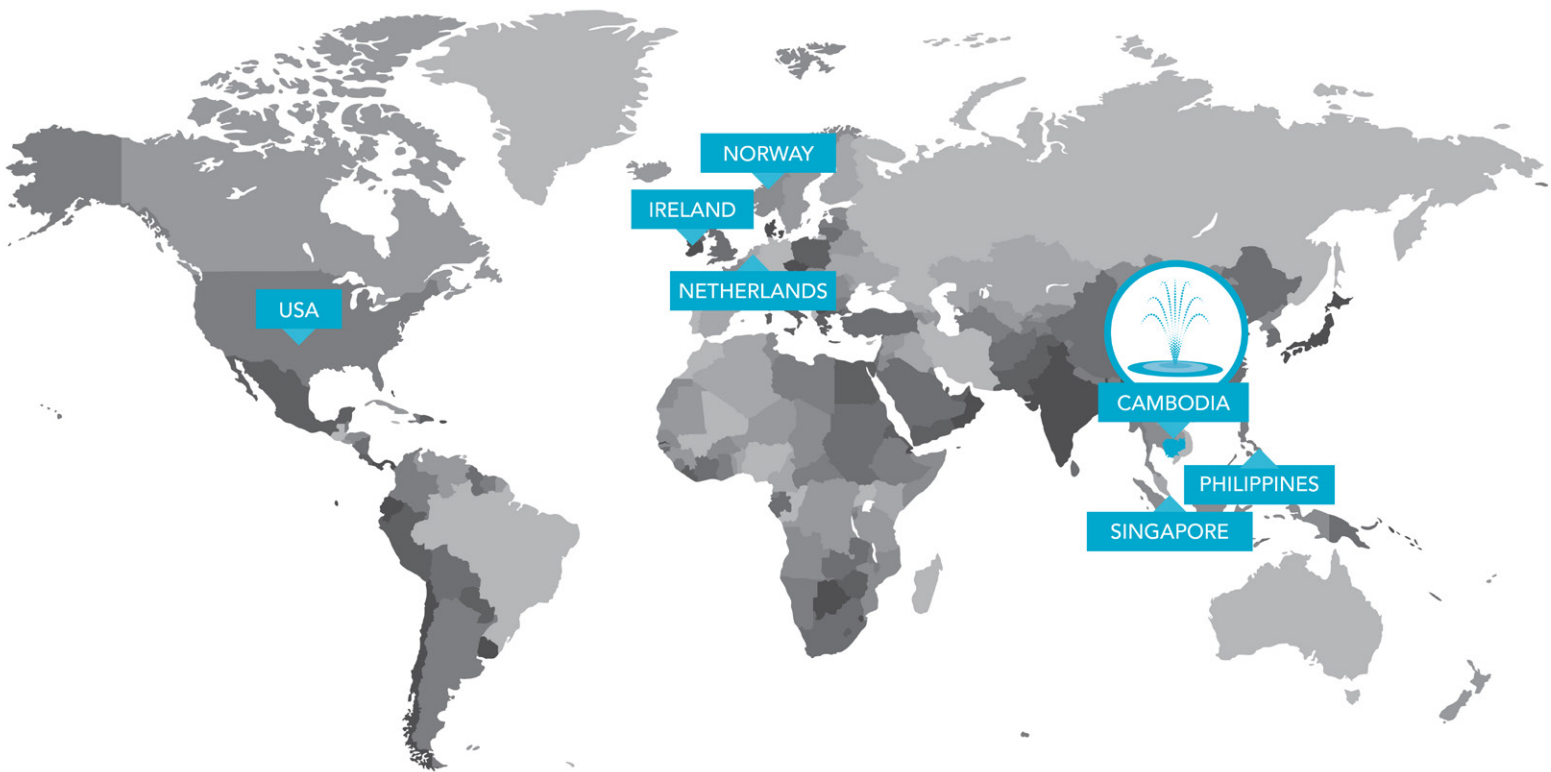 NORWAY
IRELAND
NETHERLANDS
USA
CAMBODIA
PHILIPPINES
SINGAPORE